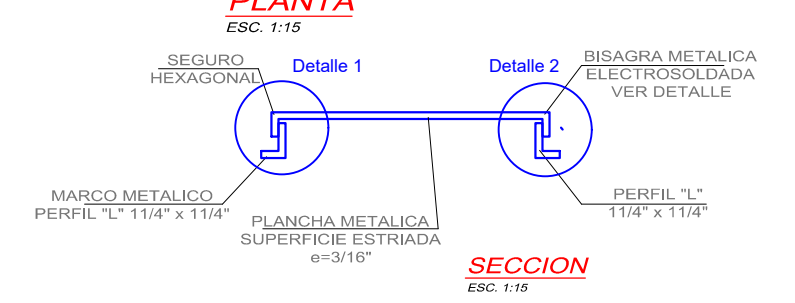 PLANTA
ESC. 1:15
SEGURO
HEXAGONAL
Detalle 1
Detalle 2
BISAGRA METALICA
ELECTROSOLDADA
VER DETALLE
MARCO METALICO
PERFIL "L" 11/4" x 11/4"
PLANCHA METALICA
SUPERFICIE ESTRIADA
e=3/16"
PERFIL "L"
11/4" x 11/4"
SECCION
ESC. 1:15